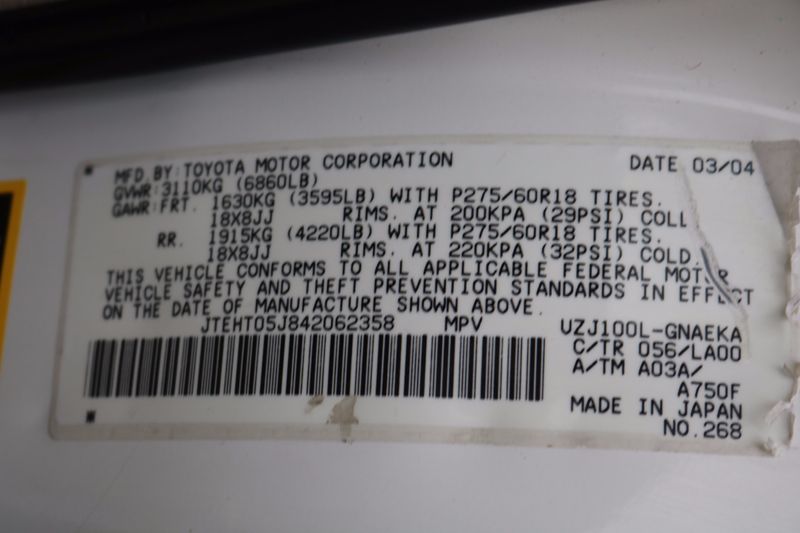 MFD. BY: TOYOTA MOTOR CORPORATION DATE 03/04
GVWR: 3110KG (6860LB)
GAWR: FRT. 1630KG (3595LB) WITH P275/60R18 TIRES.
18X8JJ RIMS. AT 200KPA (29PSI) COLD
RR. 1915KG (4220LB) WITH P275/60R18 TIRES.
18X8JJ RIMS. AT 220KPA (32PSI) COLD.
THIS VEHICLE CONFORMS TO ALL APPLICABLE FEDERAL MOTOR
VEHICLE SAFETY AND THEFT PREVENTION STANDARDS IN EFFECT
ON THE DATE OF MANUFACTURE SHOWN ABOVE.
JTEHT05J842062358 MPV UZJ100L-GNAEKA
C/TR 056/LA00
A/TM A03A/
A750F
MADE IN JAPAN
NO. 268